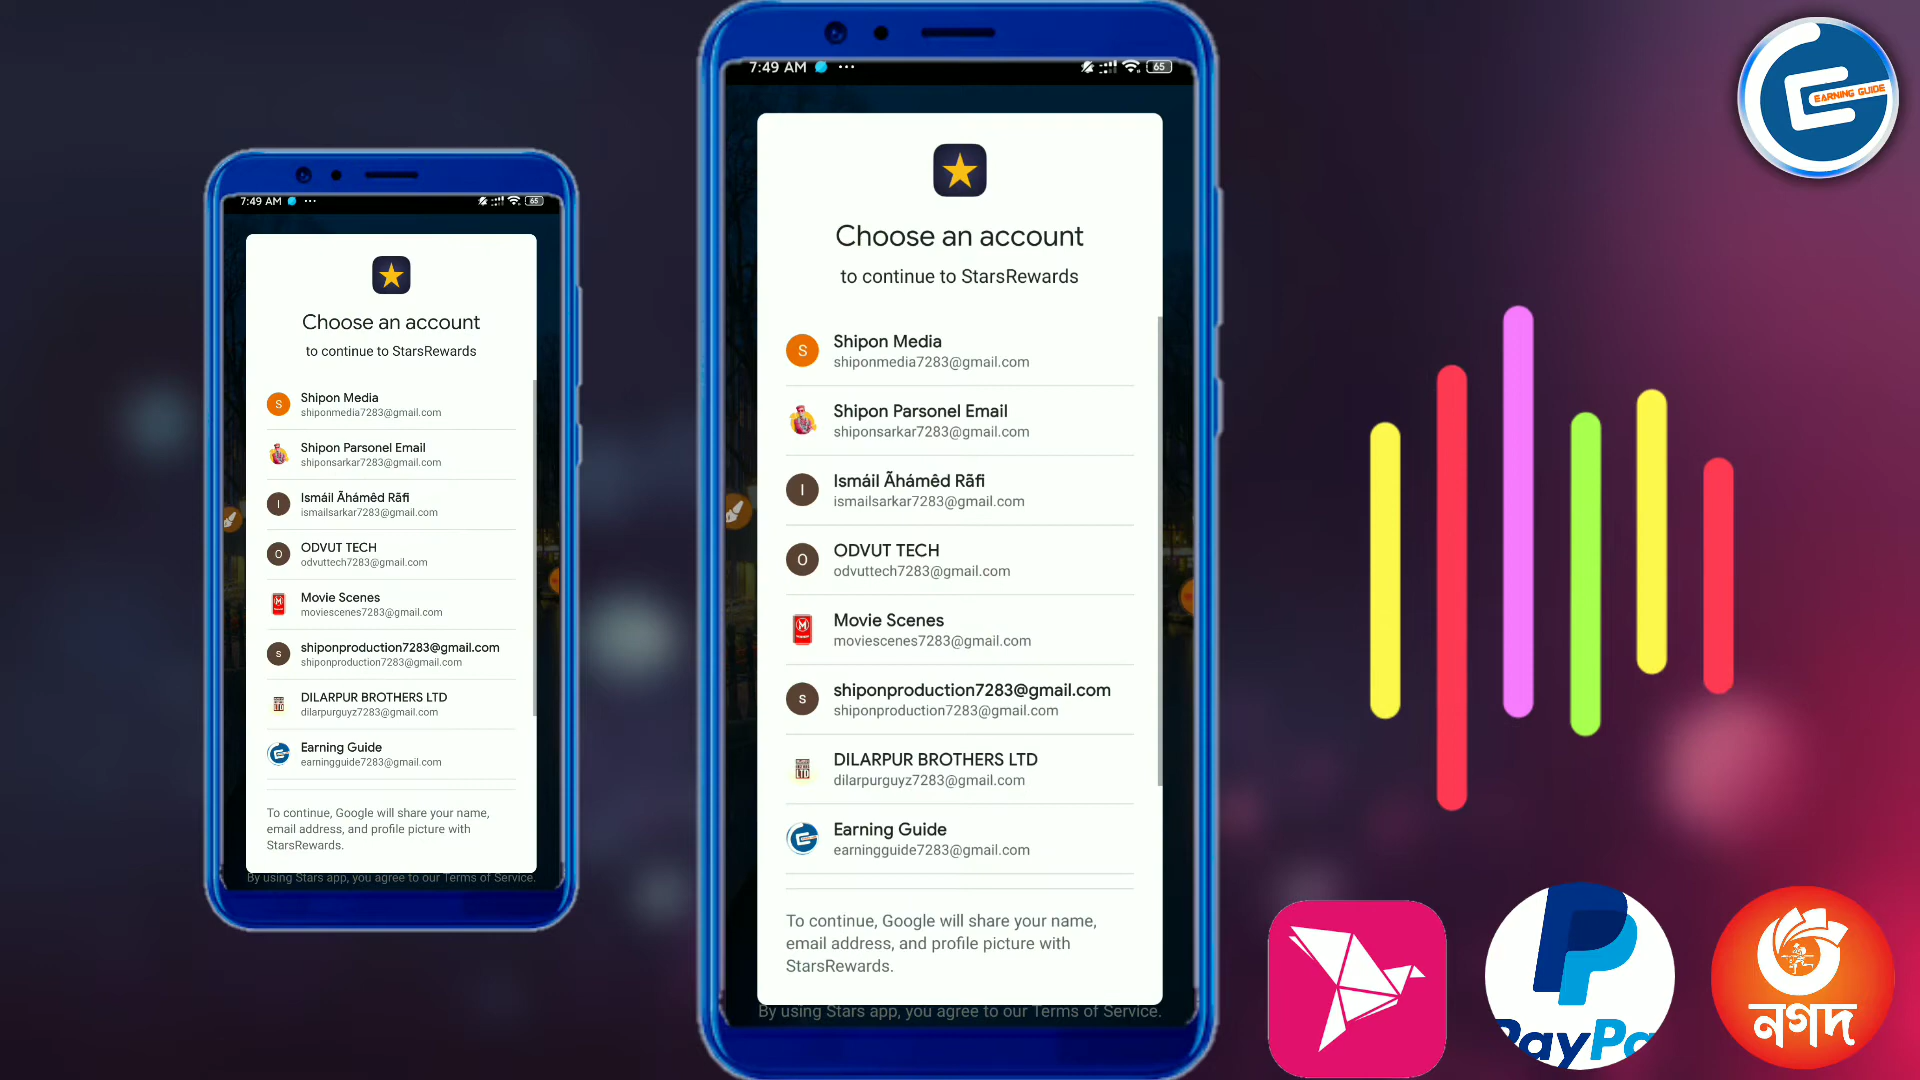 7:49 AM
65
Choose an account
to continue to StarsRewards
S
Shipon Media
shiponmedia7283@gmail.com
Shipon Parsonel Email
shiponsarkar7283@gmail.com
I
Ismáil Ãhámêd Rãfi
ismailsarkar7283@gmail.com
O
ODVUT TECH
odvuttech7283@gmail.com
Movie Scenes
moviescenes7283@gmail.com
s
shiponproduction7283@gmail.com
shiponproduction7283@gmail.com
DILARPUR BROTHERS LTD
dilarpurguyz7283@gmail.com
Earning Guide
earningguide7283@gmail.com
To continue, Google will share your name,
email address, and profile picture with
StarsRewards.
By using Stars app, you agree to our Terms of Service.
7:49 AM
65
Choose an account
to continue to StarsRewards
S
Shipon Media
shiponmedia7283@gmail.com
Shipon Parsonel Email
shiponsarkar7283@gmail.com
I
Ismáil Ãhámêd Rãfi
ismailsarkar7283@gmail.com
O
ODVUT TECH
odvuttech7283@gmail.com
Movie Scenes
moviescenes7283@gmail.com
s
shiponproduction7283@gmail.com
shiponproduction7283@gmail.com
DILARPUR BROTHERS LTD
LTD
dilarpurguyz7283@gmail.com
Earning Guide
earningguide7283@gmail.com
To continue, Google will share your name,
email address, and profile picture with
StarsRewards.
By using Stars app, you agree to our Terms of Service.
EARNING GUIDE
PayPa
নগদ